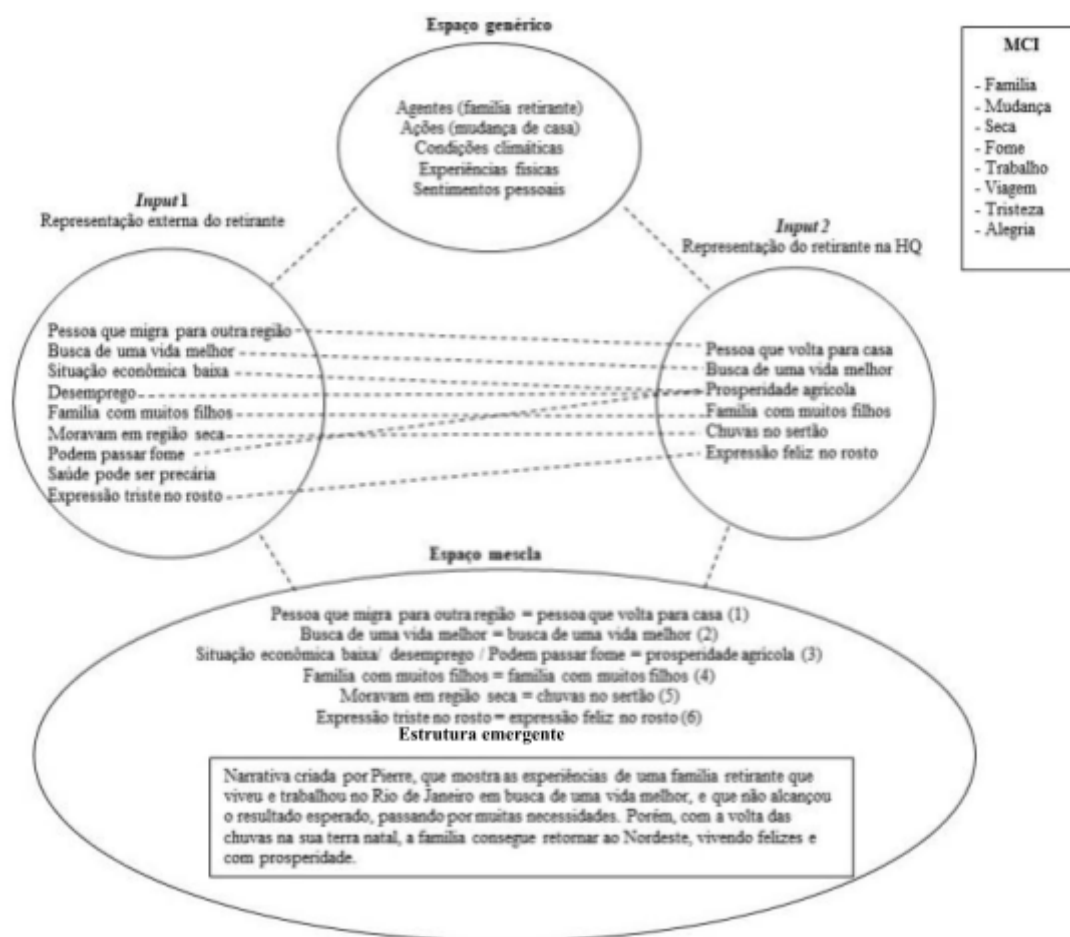 Espaço genérico
Agentes (família retirante)
Ações (mudança de casa)
Condições climáticas
Experiências físicas
Sentimentos pessoais
MCI
- Família
- Mudança
- Seca
- Fome
- Trabalho
- Viagem
- Tristeza
- Alegria
Input 1
Representação externa do retirante
Input 2
Representação do retirante na HQ
Pessoa que migra para outra região
Busca de uma vida melhor
Situação econômica baixa
Desemprego
Família com muitos filhos
Moravam em região seca
Podem passar fome
Saúde pode ser precária
Expressão triste no rosto
Pessoa que volta para casa
Busca de uma vida melhor
Prosperidade agrícola
Família com muitos filhos
Chuvas no sertão
Expressão feliz no rosto
Espaço mescla
Pessoa que migra para outra região = pessoa que volta para casa (1)
Busca de uma vida melhor = busca de uma vida melhor (2)
Situação econômica baixa/ desemprego / Podem passar fome = prosperidade agrícola (3)
Família com muitos filhos = família com muitos filhos (4)
Moravam em região seca = chuvas no sertão (5)
Expressão triste no rosto = expressão feliz no rosto (6)
Estrutura emergente
Narrativa criada por Pierre, que mostra as experiências de uma família retirante que
viveu e trabalhou no Rio de Janeiro em busca de uma vida melhor, e que não alcançou
o resultado esperado, passando por muitas necessidades. Porém, com a volta das
chuvas na sua terra natal, a família consegue retornar ao Nordeste, vivendo felizes e
com prosperidade.